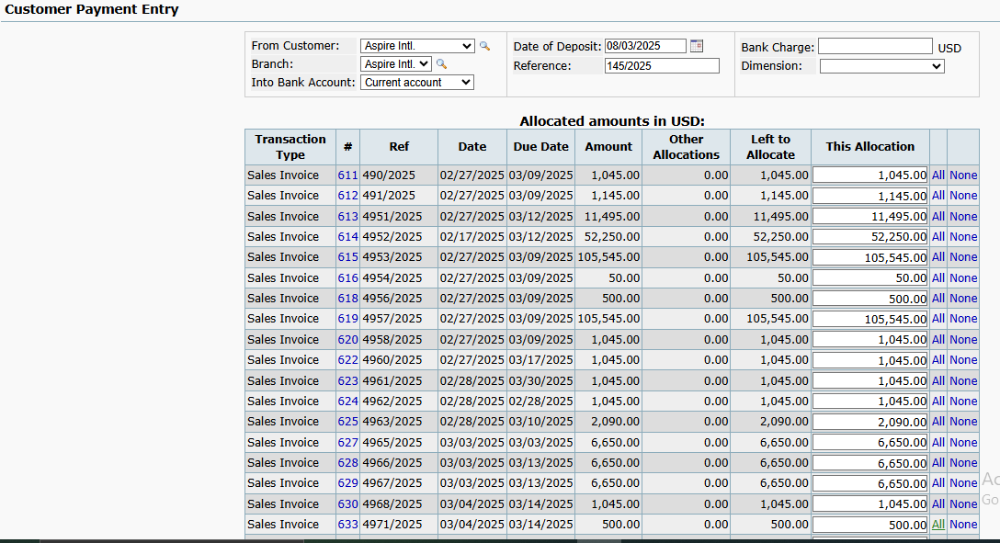 Customer Payment Entry
From Customer: Aspire Intl. Date of Deposit: 08/03/2025 Bank Charge: USD
Branch: Aspire Intl. Reference: 145/2025 Dimension:
Into Bank Account: Current account
Allocated amounts in USD:
Transaction Type # Ref Date Due Date Amount Other Allocations Left to Allocate This Allocation
Sales Invoice 611 490/2025 02/27/2025 03/09/2025 1,045.00 0.00 1,045.00 1,045.00 All None
Sales Invoice 612 491/2025 02/27/2025 03/09/2025 1,145.00 0.00 1,145.00 1,145.00 All None
Sales Invoice 613 4951/2025 02/27/2025 03/12/2025 11,495.00 0.00 11,495.00 11,495.00 All None
Sales Invoice 614 4952/2025 02/17/2025 03/12/2025 52,250.00 0.00 52,250.00 52,250.00 All None
Sales Invoice 615 4953/2025 02/27/2025 03/09/2025 105,545.00 0.00 105,545.00 105,545.00 All None
Sales Invoice 616 4954/2025 02/27/2025 03/09/2025 50.00 0.00 50.00 50.00 All None
Sales Invoice 618 4956/2025 02/27/2025 03/09/2025 500.00 0.00 500.00 500.00 All None
Sales Invoice 619 4957/2025 02/27/2025 03/09/2025 105,545.00 0.00 105,545.00 105,545.00 All None
Sales Invoice 620 4958/2025 02/27/2025 03/09/2025 1,045.00 0.00 1,045.00 1,045.00 All None
Sales Invoice 622 4960/2025 02/27/2025 03/17/2025 1,045.00 0.00 1,045.00 1,045.00 All None
Sales Invoice 623 4961/2025 02/28/2025 03/30/2025 1,045.00 0.00 1,045.00 1,045.00 All None
Sales Invoice 624 4962/2025 02/28/2025 02/28/2025 1,045.00 0.00 1,045.00 1,045.00 All None
Sales Invoice 625 4963/2025 02/28/2025 03/10/2025 2,090.00 0.00 2,090.00 2,090.00 All None
Sales Invoice 627 4965/2025 03/03/2025 03/03/2025 6,650.00 0.00 6,650.00 6,650.00 All None
Sales Invoice 628 4966/2025 03/03/2025 03/13/2025 6,650.00 0.00 6,650.00 6,650.00 All None
Sales Invoice 629 4967/2025 03/03/2025 03/13/2025 6,650.00 0.00 6,650.00 6,650.00 All None
Sales Invoice 630 4968/2025 03/04/2025 03/14/2025 1,045.00 0.00 1,045.00 1,045.00 All None
Sales Invoice 633 4971/2025 03/04/2025 03/14/2025 500.00 0.00 500.00 500.00 All None